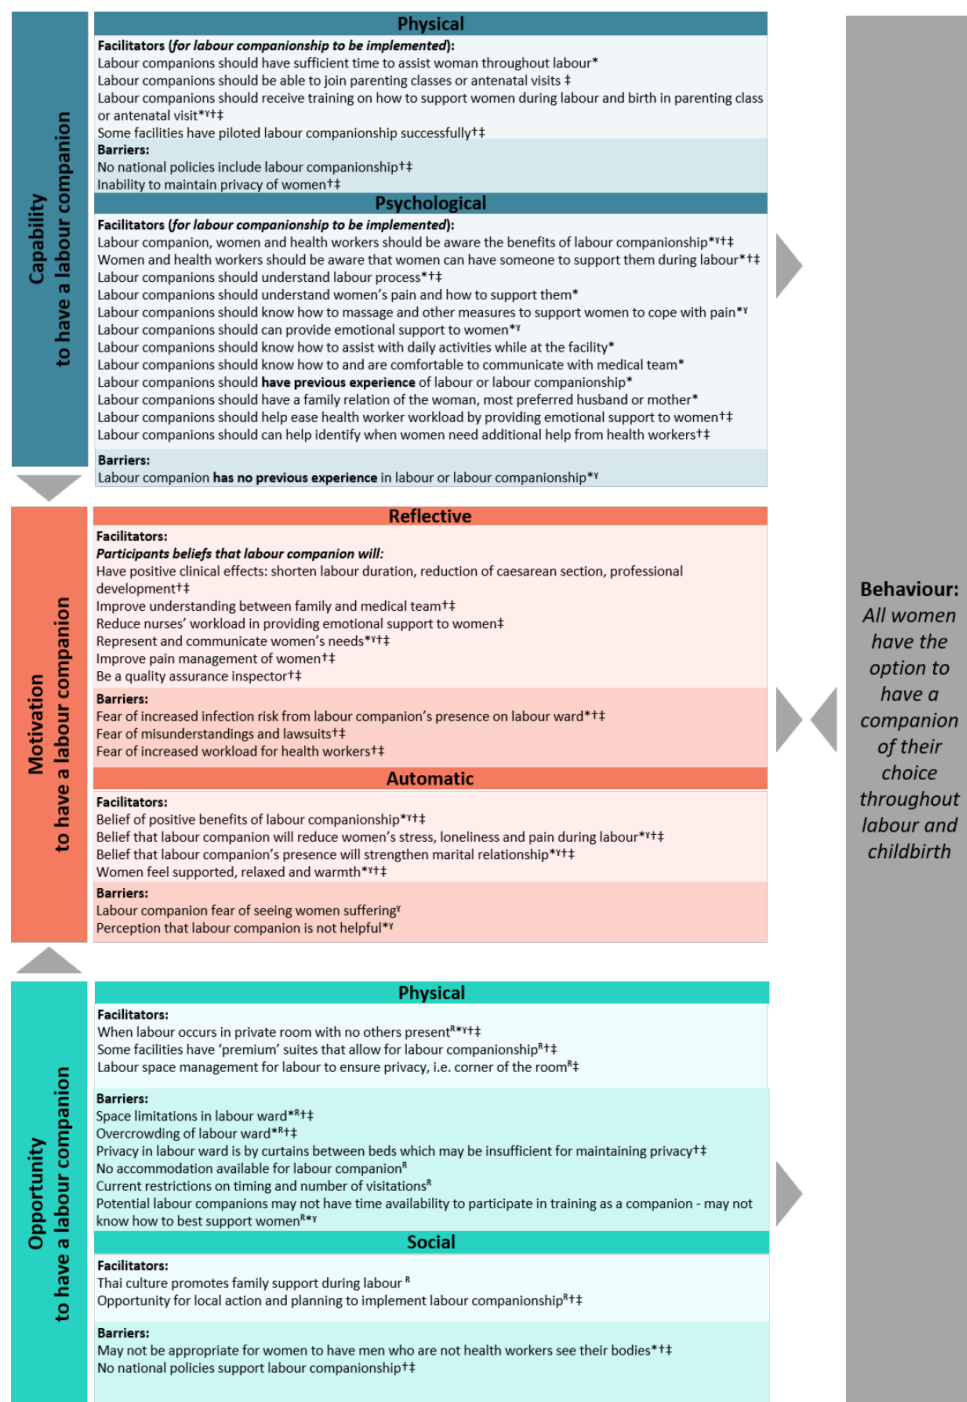 Capability
to have a labour companion
Physical
Facilitators (for labour companionship to be implemented):
Labour companions should have sufficient time to assist woman throughout labour*
Labour companions should be able to join parenting classes or antenatal visits ‡
Labour companions should receive training on how to support women during labour and birth in parenting class
or antenatal visit*ˠ†‡
Some facilities have piloted labour companionship successfully†‡
Barriers:
No national policies include labour companionship†‡
Inability to maintain privacy of women†‡
Psychological
Facilitators (for labour companionship to be implemented):
Labour companion, women and health workers should be aware the benefits of labour companionship*ˠ†‡
Women and health workers should be aware that women can have someone to support them during labour*†‡
Labour companions should understand labour process*†‡
Labour companions should understand women's pain and how to support them*
Labour companions should know how to massage and other measures to support women to cope with pain*ˠ
Labour companions should can provide emotional support to women*ˠ
Labour companions should know how to assist with daily activities while at the facility*
Labour companions should know how to and are comfortable to communicate with medical team*
Labour companions should have previous experience of labour or labour companionship*
Labour companions should have a family relation of the woman, most preferred husband or mother*
Labour companions should help ease health worker workload by providing emotional support to women†‡
Labour companions should can help identify when women need additional help from health workers†‡
Barriers:
Labour companion has no previous experience in labour or labour companionship*ˠ
Motivation
to have a labour companion
Reflective
Facilitators:
Participants beliefs that labour companion will:
Have positive clinical effects: shorten labour duration, reduction of caesarean section, professional
development†‡
Improve understanding between family and medical team†‡
Reduce nurses' workload in providing emotional support to women‡
Represent and communicate women's needs*ˠ†‡
Improve pain management of women†‡
Be a quality assurance inspector†‡
Barriers:
Fear of increased infection risk from labour companion's presence on labour ward*†‡
Fear of misunderstandings and lawsuits†‡
Fear of increased workload for health workers†‡
Automatic
Facilitators:
Belief of positive benefits of labour companionship*ˠ†‡
Belief that labour companion will reduce women's stress, loneliness and pain during labour*ˠ†‡
Belief that labour companion's presence will strengthen marital relationship*ˠ†‡
Women feel supported, relaxed and warmth*ˠ†‡
Barriers:
Labour companion fear of seeing women sufferingˠ
Perception that labour companion is not helpful*ˠ
Opportunity
to have a labour companion
Physical
Facilitators:
When labour occurs in private room with no others presentᴿ*ˠ†‡
Some facilities have 'premium' suites that allow for labour companionshipᴿ†‡
Labour space management for labour to ensure privacy, i.e. corner of the roomᴿ‡
Barriers:
Space limitations in labour ward*ᴿ†‡
Overcrowding of labour ward*ᴿ†‡
Privacy in labour ward is by curtains between beds which may be insufficient for maintaining privacy†‡
No accommodation available for labour companionᴿ
Current restrictions on timing and number of visitationsᴿ
Potential labour companions may not have time availability to participate in training as a companion - may not
know how to best support womenᴿ*ˠ
Social
Facilitators:
Thai culture promotes family support during labour ᴿ
Opportunity for local action and planning to implement labour companionshipᴿ†‡
Barriers:
May not be appropriate for women to have men who are not health workers see their bodies*†‡
No national policies support labour companionship†‡
Behaviour:
All women
have the
option to
have a
companion
of their
choice
throughout
labour and
childbirth